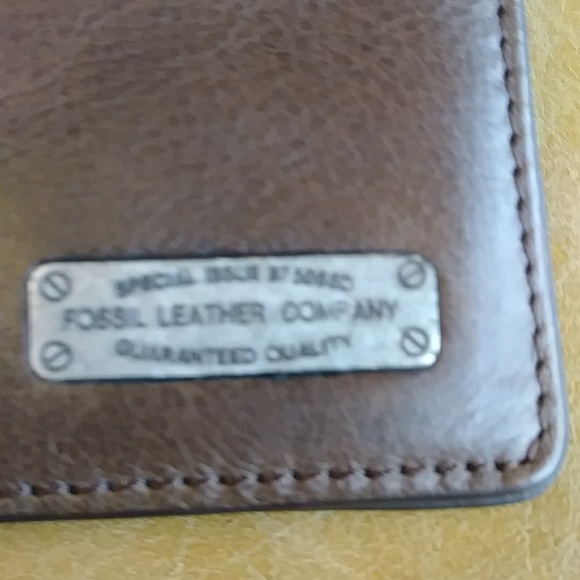 SPECIAL ISSUE
FOSSIL LEATHER COMPANY
GUARANTEED QUALITY